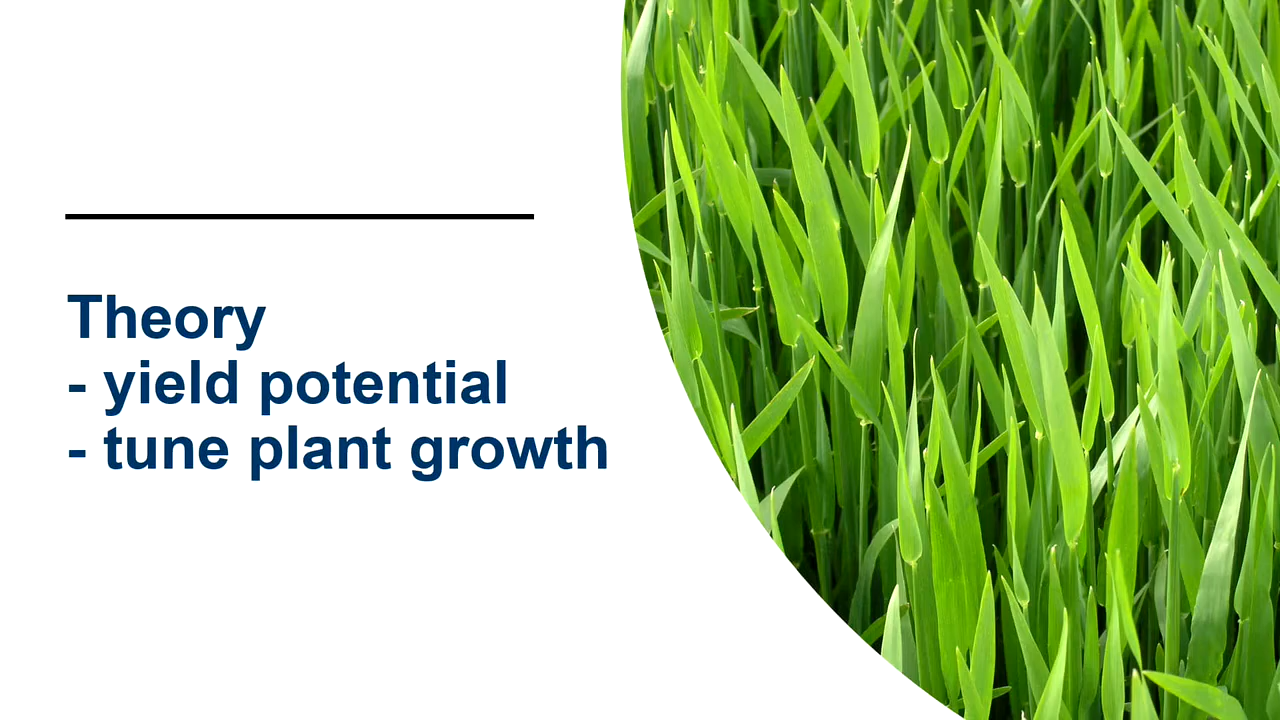 Theory
- yield potential
- tune plant growth